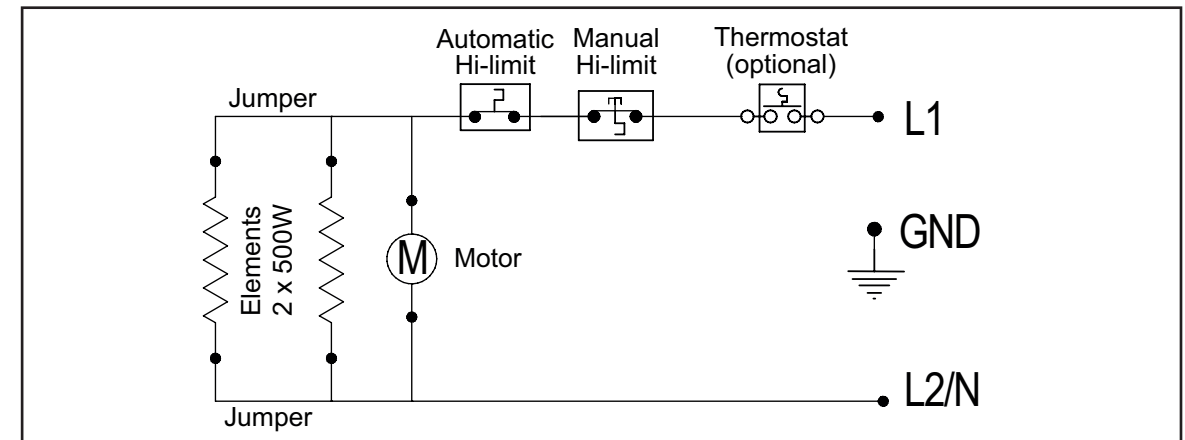 Automatic
Hi-limit
Manual
Hi-limit
Thermostat
(optional)
Jumper
L1
Elements
2 x 500W
M
Motor
GND
L2/N
Jumper